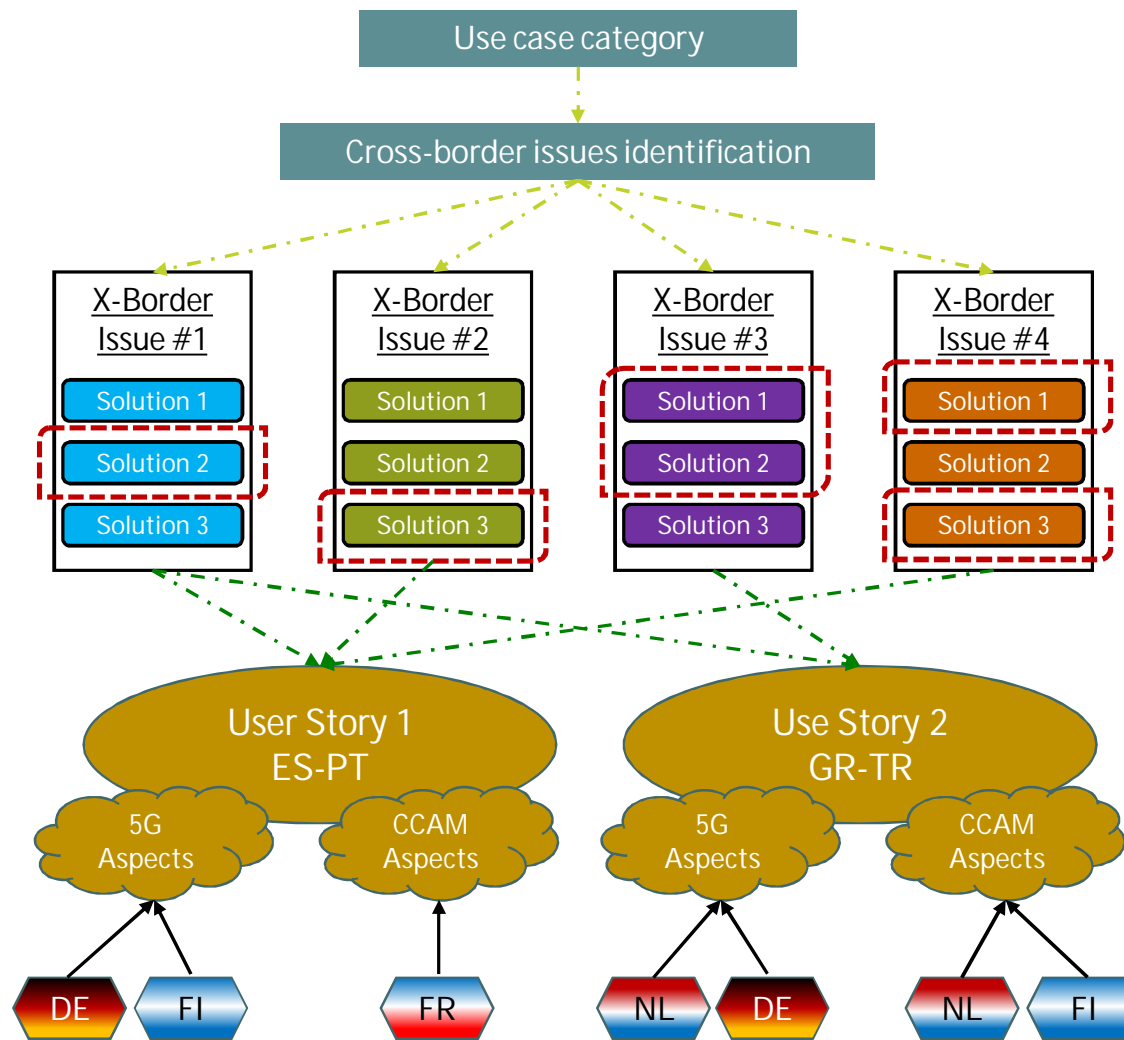 Use case category
Cross-border issues identification
X-Border
Issue #1
Solution 1
Solution 2
Solution 3
X-Border
Issue #2
Solution 1
Solution 2
Solution 3
X-Border
Issue #3
Solution 1
Solution 2
Solution 3
X-Border
Issue #4
Solution 1
Solution 2
Solution 3
User Story 1
ES-PT
5G
Aspects
CCAM
Aspects
Use Story 2
GR-TR
5G
Aspects
CCAM
Aspects
DE
FI
FR
NL
DE
NL
FI